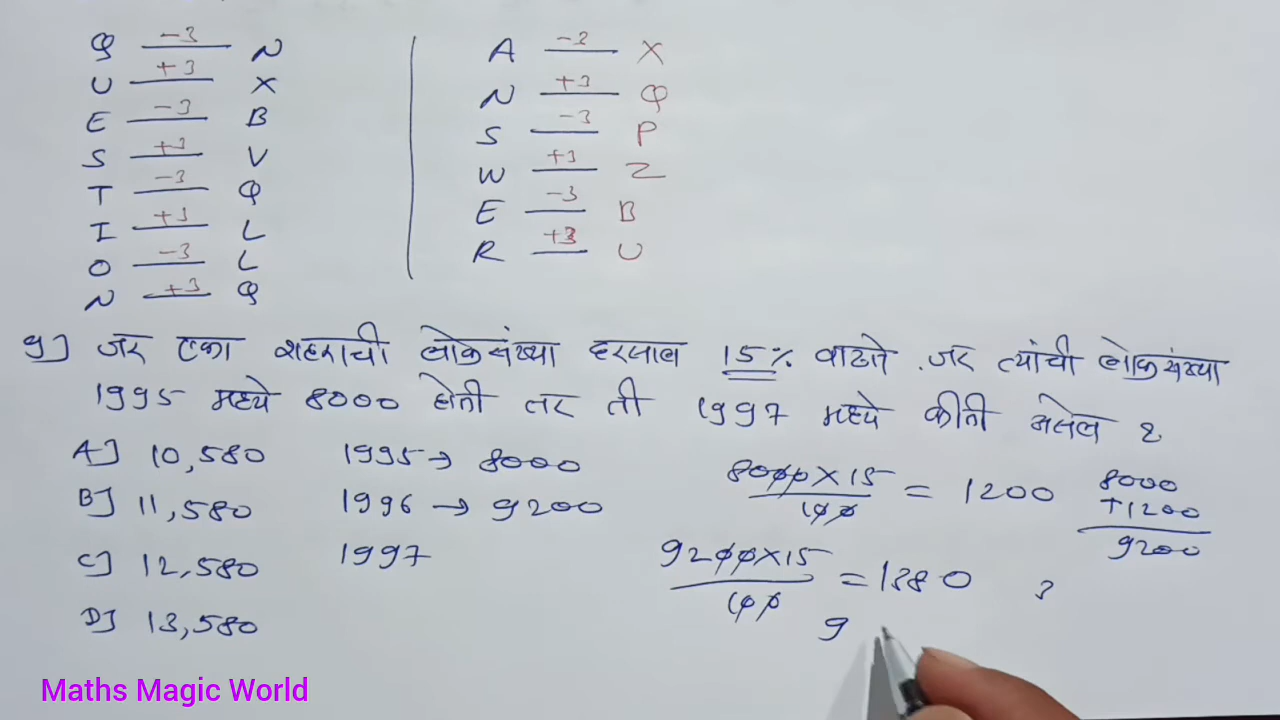 Q -3 N
U +3 X
E -3 B
S +3 V
T -3 Q
I +3 L
O -3 L
N +3 Q
A -3 X
N +3 Q
S -3 P
W +3 Z
E -3 B
R +3 U
9] जर एका शहराची लोकसंख्या दरसाल 15% वाढते . जर त्यांची लोकसंख्या
1995 मध्ये 8000 होती तर ती 1997 मध्ये कीती असेल ?
A] 10,580
B] 11,580
C] 12,580
D] 13,580
1995 → 8000
1996 → 9200
1997
8000 × 15 / 100 = 1200
8000
+1200
9200
9200 × 15 / 100 = 1380
9
Maths Magic World